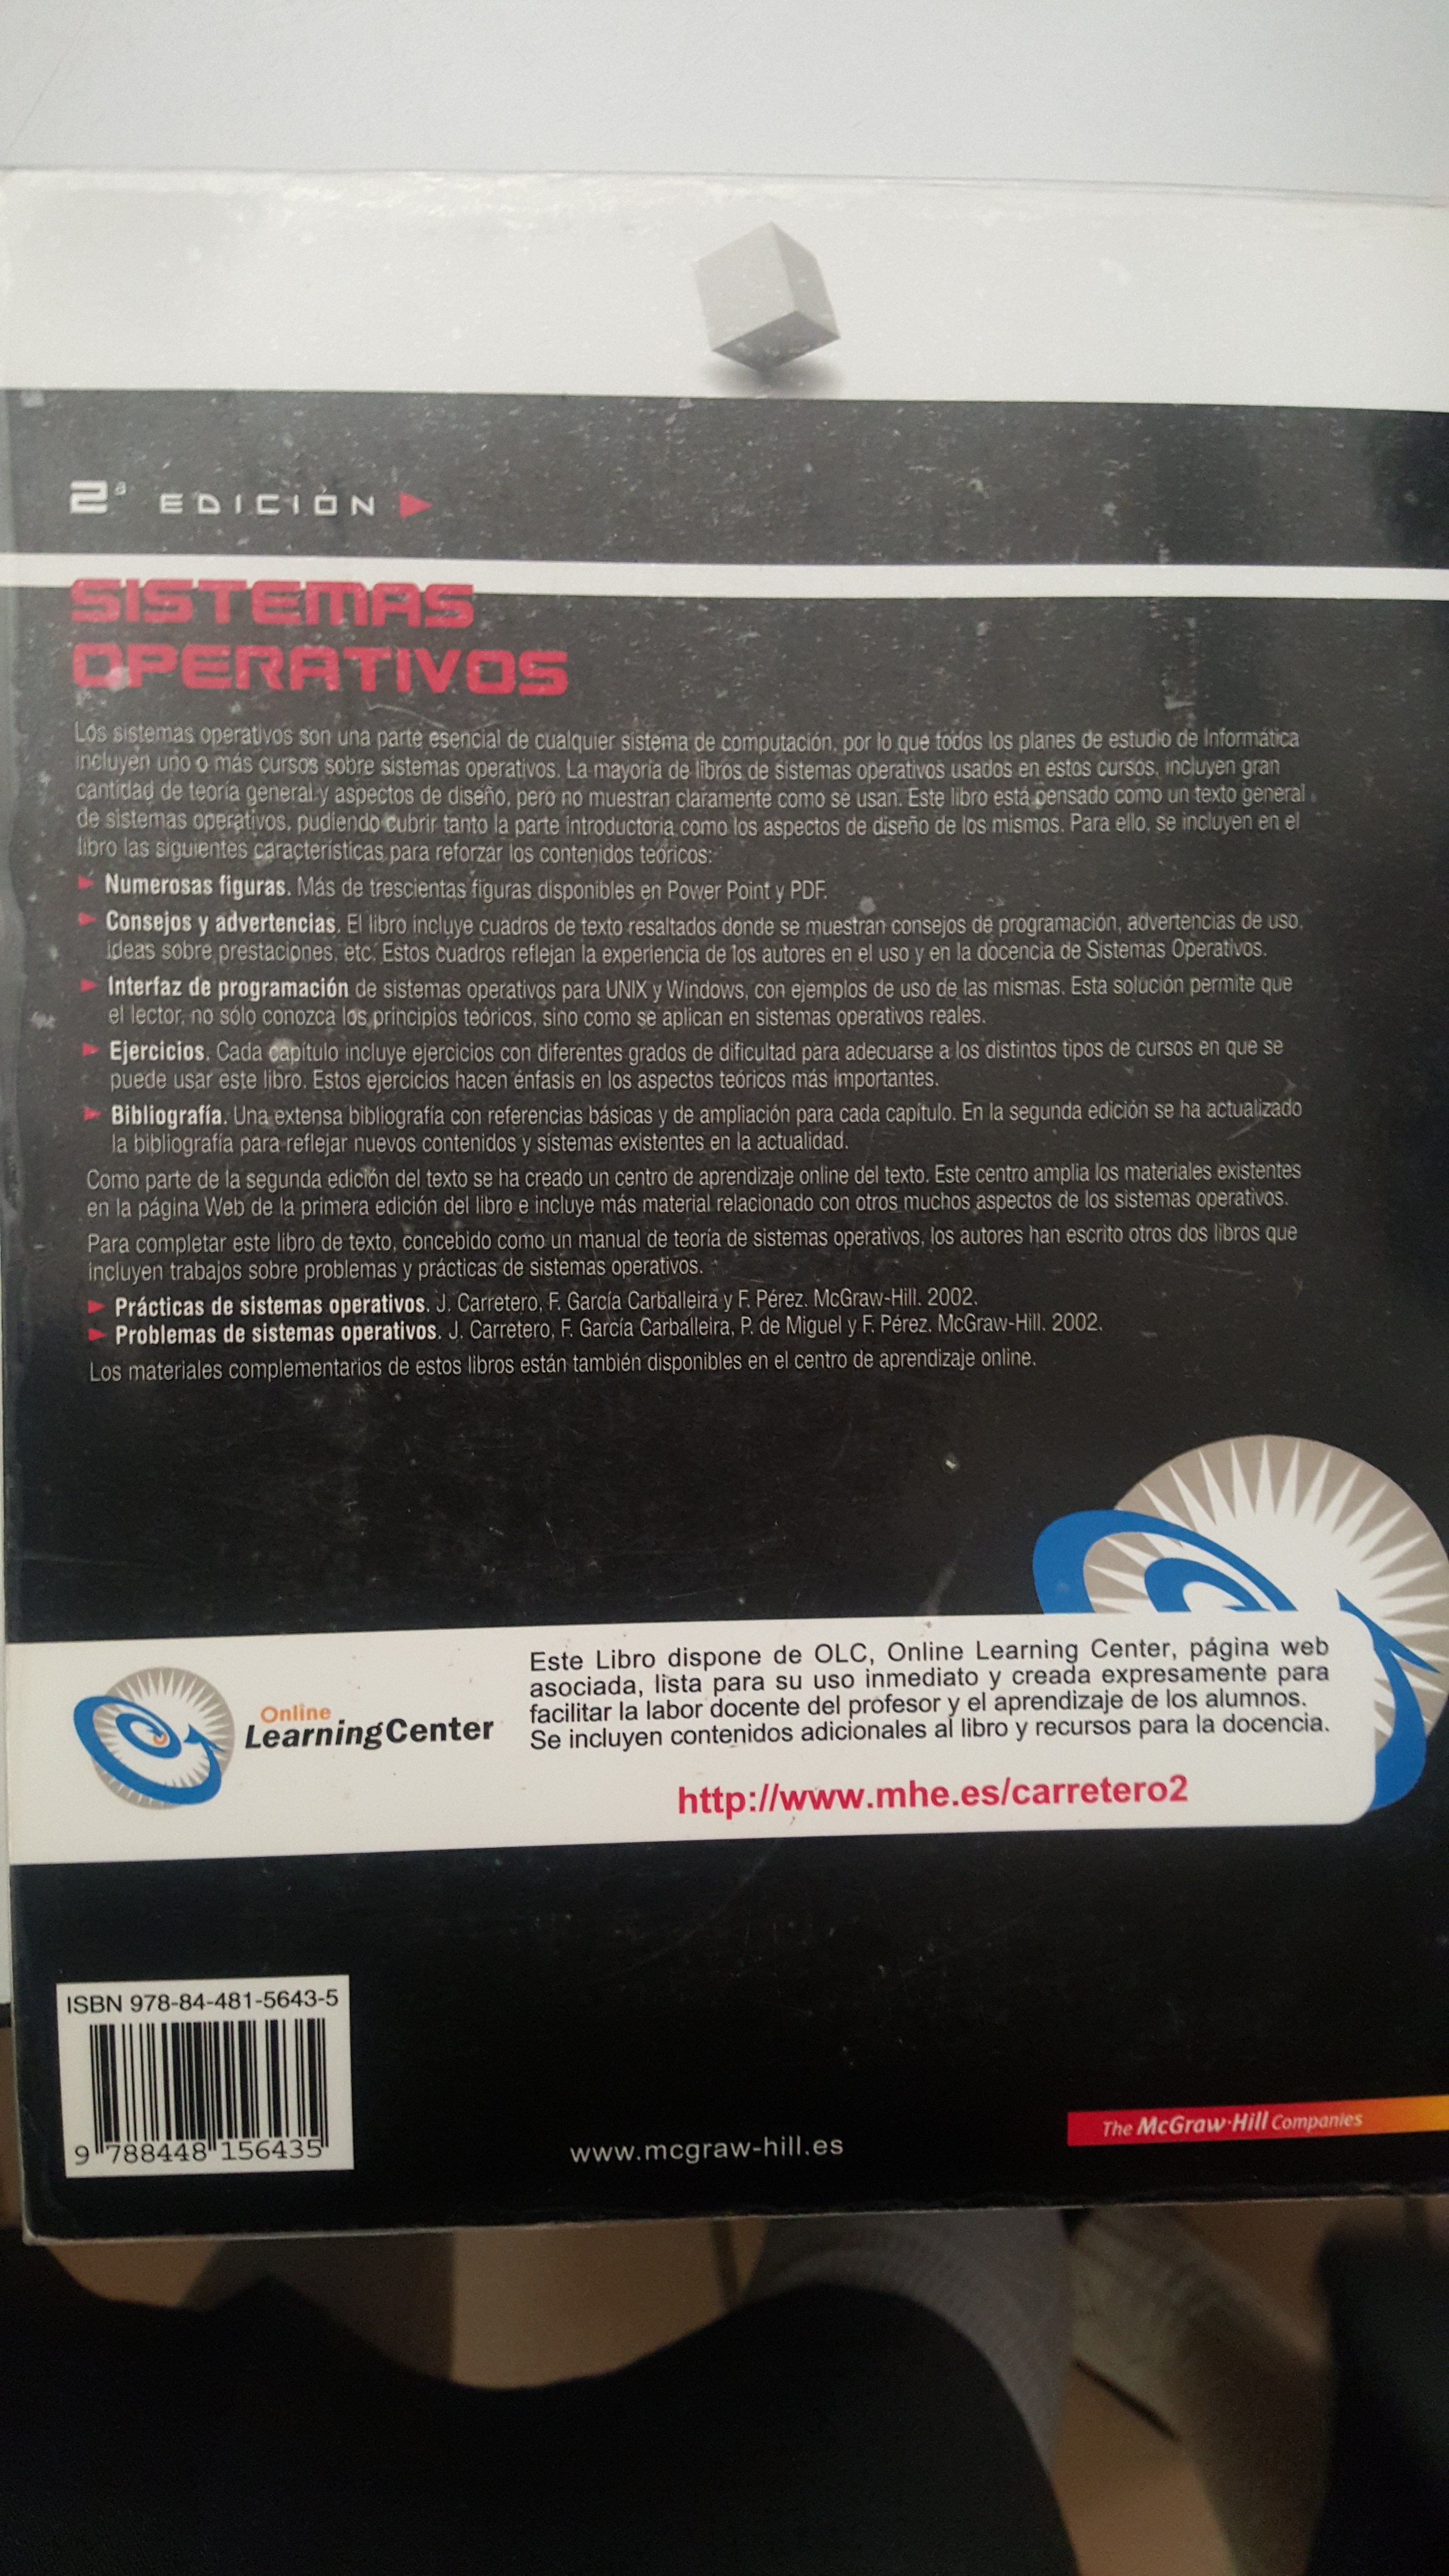 2ª EDICIÓN
SISTEMAS
OPERATIVOS
Los sistemas operativos son una parte esencial de cualquier sistema de computación, por lo que todos los planes de estudio de Informática
incluyen uno o más cursos sobre sistemas operativos. La mayoría de libros de sistemas operativos usados en estos cursos, incluyen gran
cantidad de teoría general y aspectos de diseño, pero no muestran claramente como se usan. Este libro está pensado como un texto general
de sistemas operativos, pudiendo cubrir tanto la parte introductoria como los aspectos de diseño de los mismos. Para ello, se incluyen en el
libro las siguientes características para reforzar los contenidos teóricos:
Numerosas figuras. Más de trescientas figuras disponibles en Power Point y PDF.
Consejos y advertencias. El libro incluye cuadros de texto resaltados donde se muestran consejos de programación, advertencias de uso,
ideas sobre prestaciones, etc. Estos cuadros reflejan la experiencia de los autores en el uso y en la docencia de Sistemas Operativos.
Interfaz de programación de sistemas operativos para UNIX y Windows, con ejemplos de uso de las mismas. Esta solución permite que
el lector, no sólo conozca los principios teóricos, sino como se aplican en sistemas operativos reales.
Ejercicios. Cada capítulo incluye ejercicios con diferentes grados de dificultad para adecuarse a los distintos tipos de cursos en que se
puede usar este libro. Estos ejercicios hacen énfasis en los aspectos teóricos más importantes.
Bibliografía. Una extensa bibliografía con referencias básicas y de ampliación para cada capítulo. En la segunda edición se ha actualizado
la bibliografía para reflejar nuevos contenidos y sistemas existentes en la actualidad.
Como parte de la segunda edición del texto se ha creado un centro de aprendizaje online del texto. Este centro amplia los materiales existentes
en la página Web de la primera edición del libro e incluye más material relacionado con otros muchos aspectos de los sistemas operativos.
Para completar este libro de texto, concebido como un manual de teoría de sistemas operativos, los autores han escrito otros dos libros que
incluyen trabajos sobre problemas y prácticas de sistemas operativos.
Prácticas de sistemas operativos. J. Carretero, F. García Carballeira y F. Pérez. McGraw-Hill. 2002.
Problemas de sistemas operativos. J. Carretero, F. García Carballeira, P. de Miguel y F. Pérez. McGraw-Hill. 2002.
Los materiales complementarios de estos libros están también disponibles en el centro de aprendizaje online.
Online
LearningCenter
Este Libro dispone de OLC, Online Learning Center, página web
asociada, lista para su uso inmediato y creada expresamente para
facilitar la labor docente del profesor y el aprendizaje de los alumnos.
Se incluyen contenidos adicionales al libro y recursos para la docencia.
http://www.mhe.es/carretero2
ISBN 978-84-481-5643-5
9 788448 156435
www.mcgraw-hill.es
The McGraw·Hill Companies